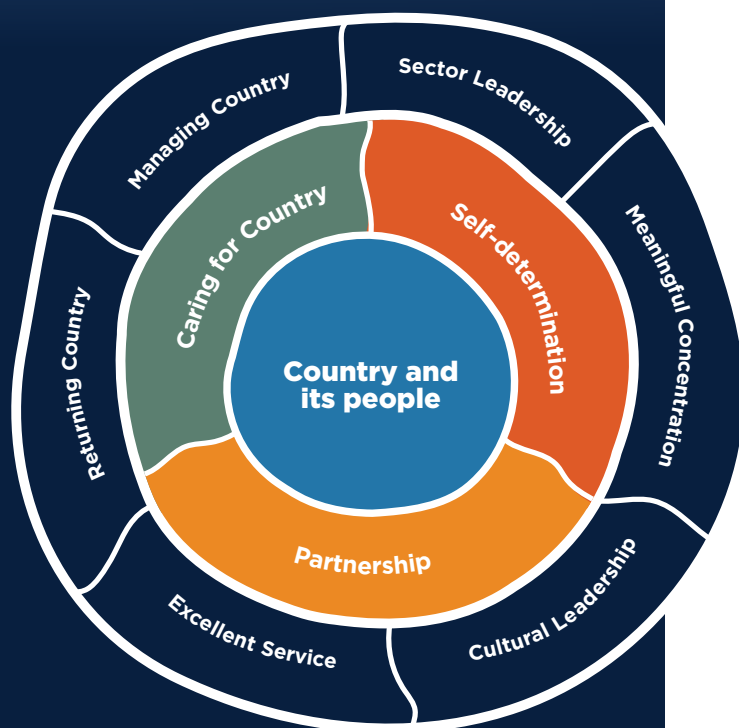 Managing Country
Sector Leadership
Meaningful Concentration
Cultural Leadership
Excellent Service
Returning Country
Caring for Country
Self-determination
Partnership
Country and
its people